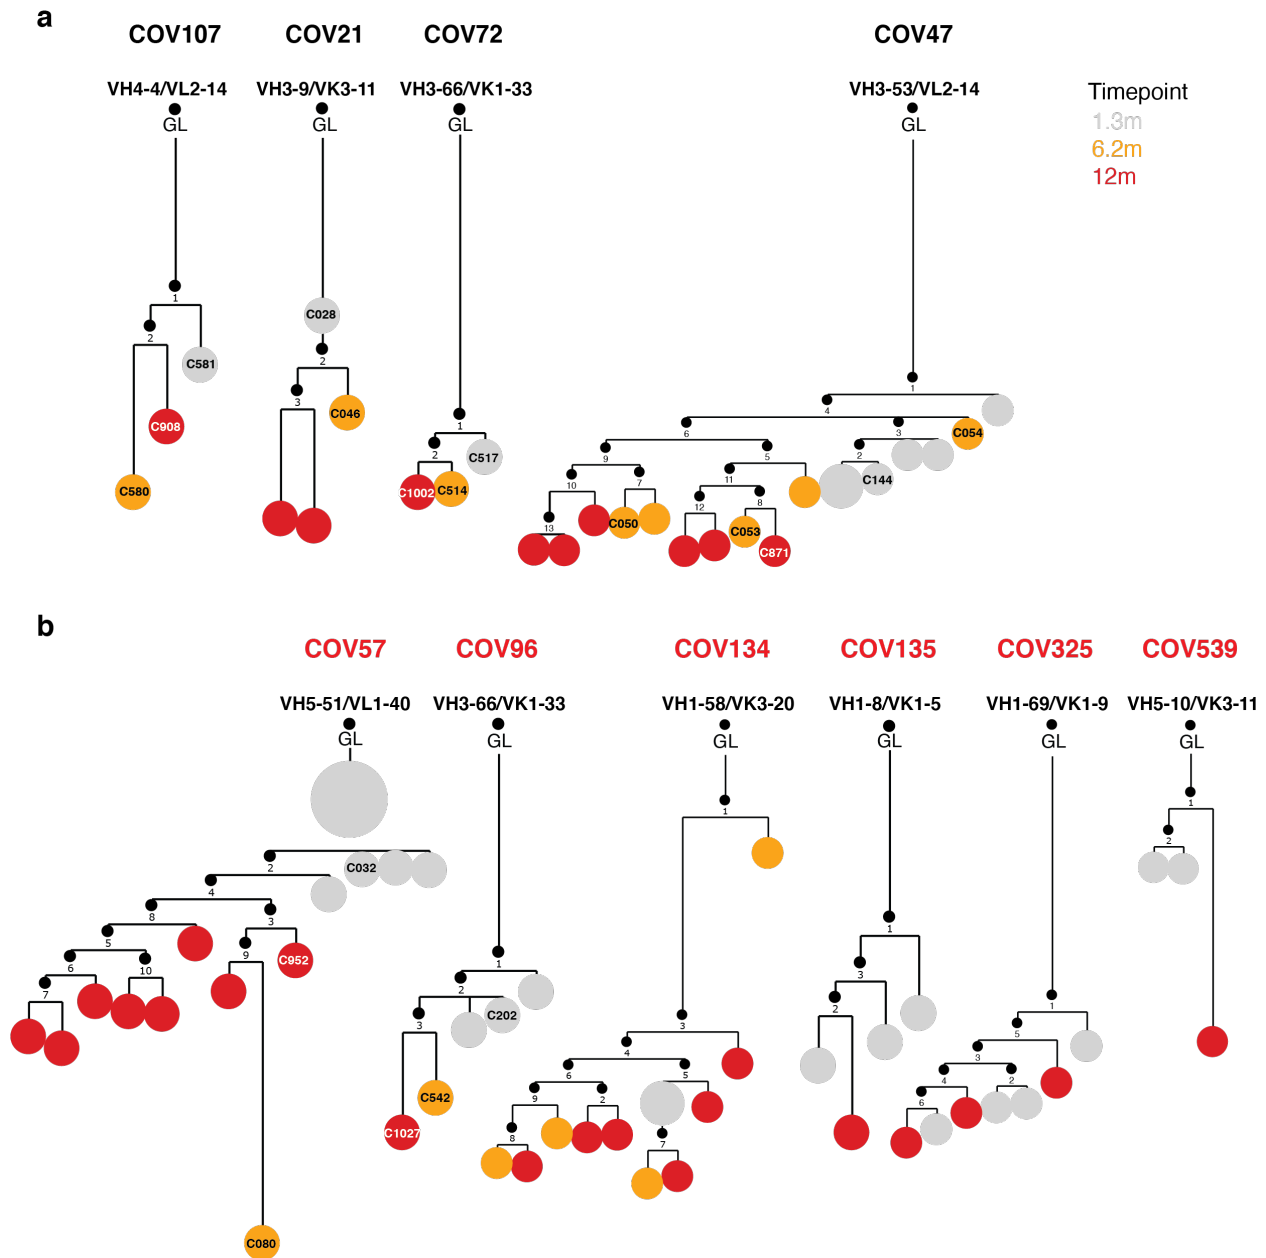 a
COV107 COV21 COV72 COV47
VH4-4/VL2-14 VH3-9/VK3-11 VH3-66/VK1-33 VH3-53/VL2-14
GL GL GL GL
Timepoint
1.3m
6.2m
12m
1
2
C581
C908
C580
C028
2
3
C046
1
2
C517
C1002 C514
1
4
6 3 C054
9 5 2
10 7 11 C144
13 C050 12 8
C053
C871
b
COV57 COV96 COV134 COV135 COV325 COV539
VH5-51/VL1-40 VH3-66/VK1-33 VH1-58/VK3-20 VH1-8/VK1-5 VH1-69/VK1-9 VH5-10/VK3-11
GL GL GL GL GL GL
2 C032
4
8 3
5 9 C952
6 10
7
C080
1
2
C202
3
C542
C1027
1
3
4
6 5
9 2
8 7
1
3
2
1
5
3
4 2
6
1
2